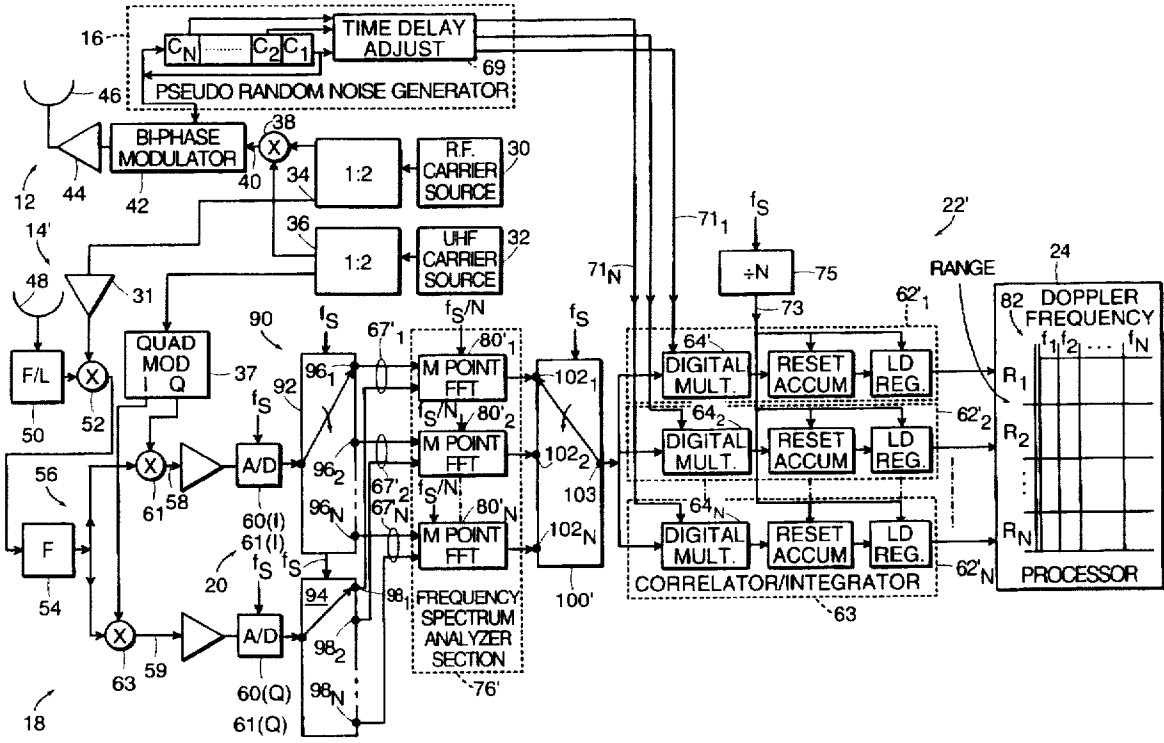 16
C_N ........ C_2 C_1
TIME DELAY
ADJUST
69
PSEUDO RANDOM NOISE GENERATOR
46
BI-PHASE
MODULATOR
44
42
12
38
X
40
34
1:2
R.F.
CARRIER
SOURCE
30
36
1:2
UHF
CARRIER
SOURCE
32
14'
48
31
F/L
50
X
52
QUAD
MOD
I
Q
37
56
F
54
X
61
58
f_S
A/D
60(I)
61(I)
20
X
63
59
f_S
A/D
60(Q)
61(Q)
18
90
f_S
92
96_1
96_2
96_N
f_S
94
98_1
98_2
98_N
67'_1
67'_2
67'_N
f_S/N
80'_1
M POINT
FFT
f_S/N
80'_2
M POINT
FFT
f_S/N
80'_N
M POINT
FFT
FREQUENCY
SPECTRUM
ANALYZER
SECTION
76'
f_S
102_1
102_2
103
102_N
100'
71_N
71_1
f_S
÷N
75
73
22'
62'_1
64'
DIGITAL
MULT.
RESET
ACCUM
LD
REG.
62'_2
64_2
DIGITAL
MULT.
RESET
ACCUM
LD
REG.
64_N
DIGITAL
MULT.
RESET
ACCUM
LD
REG.
62'_N
CORRELATOR/INTEGRATOR
63
RANGE
24
DOPPLER
FREQUENCY
82
f_1 f_2 .... f_N
R_1
R_2
R_N
PROCESSOR